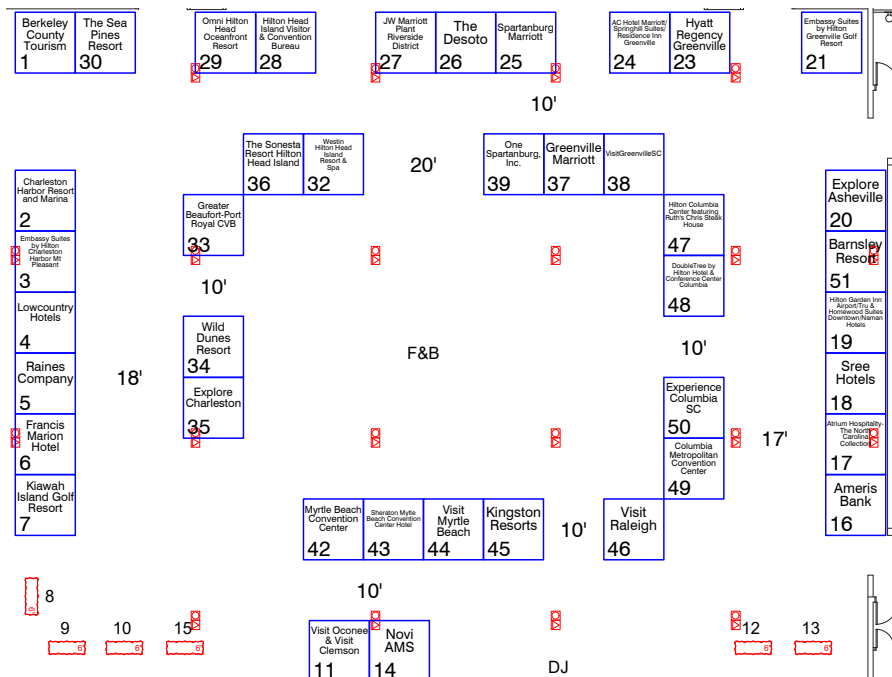 Berkeley
County
Tourism
1
The Sea
Pines
Resort
30
Omni Hilton
Head
Oceanfront
Resort
29
Hilton Head
Island Visitor
& Convention
Bureau
28
JW Marriott
Plant
Riverside
District
27
The
Desoto
26
Spartanburg
Marriott
25
AC Hotel Marriott/
Springhill Suites/
Residence Inn
Greenville
24
Hyatt
Regency
Greenville
23
Embassy Suites
by Hilton
Greenville Golf
Resort
21
10'
The Sonesta
Resort Hilton
Head Island
36
Westin
Hilton Head
Island
Resort &
Spa
32
20'
One
Spartanburg,
Inc.
39
Greenville
Marriott
37
VisitGreenvilleSC
38
Charleston
Harbor Resort
and Marina
2
Greater
Beaufort-Port
Royal CVB
33
Hilton Columbia
Center featuring
Ruth's Chris Steak
House
47
Explore
Asheville
20
Embassy Suites
by Hilton
Charleston
Harbor Mt
Pleasant
3
10'
DoubleTree by
Hilton Hotel &
Conference Center
Columbia
48
Barnsley
Resort
51
Lowcountry
Hotels
4
Wild
Dunes
Resort
34
F&B
10'
Hilton Garden Inn
Airport/Tru &
Homewood Suites
Downtown/Naman
Hotels
19
Raines
Company
5
18'
Explore
Charleston
35
Experience
Columbia
SC
50
Sree
Hotels
18
Francis
Marion
Hotel
6
17'
Columbia
Metropolitan
Convention
Center
49
Atrium Hospitality-
The North
Carolina
Collection
17
Kiawah
Island Golf
Resort
7
Myrtle Beach
Convention
Center
42
Sheraton Mytle
Beach Convention
Center Hotel
43
Visit
Myrtle
Beach
44
Kingston
Resorts
45
10'
Visit
Raleigh
46
Ameris
Bank
16
10'
6'
8
9
6'
10
6'
15
6'
Visit Oconee
& Visit
Clemson
11
Novi
AMS
14
DJ
12
6'
13
6'